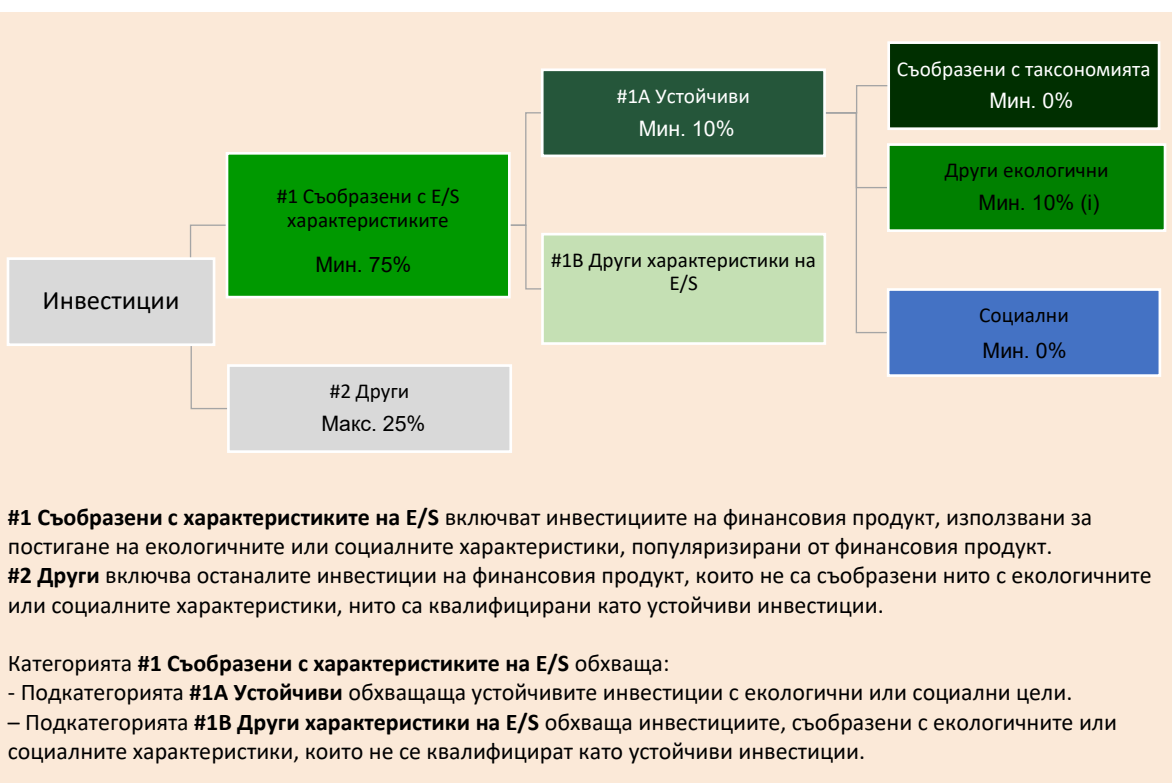 Инвестиции
#1 Съобразени с E/S
характеристиките
Мин. 75%
#2 Други
Макс. 25%
#1A Устойчиви
Мин. 10%
#1B Други характеристики на
E/S
Съобразени с таксономията
Мин. 0%
Други екологични
Мин. 10% (i)
Социални
Мин. 0%
#1 Съобразени с характеристиките на E/S включват инвестициите на финансовия продукт, използвани за
постигане на екологичните или социалните характеристики, популяризирани от финансовия продукт.
#2 Други включва останалите инвестиции на финансовия продукт, които не са съобразени нито с екологичните
или социалните характеристики, нито са квалифицирани като устойчиви инвестиции.
Категорията #1 Съобразени с характеристиките на E/S обхваща:
- Подкатегорията #1A Устойчиви обхващаща устойчивите инвестиции с екологични или социални цели.
– Подкатегорията #1B Други характеристики на E/S обхваща инвестициите, съобразени с екологичните или
социалните характеристики, които не се квалифицират като устойчиви инвестиции.